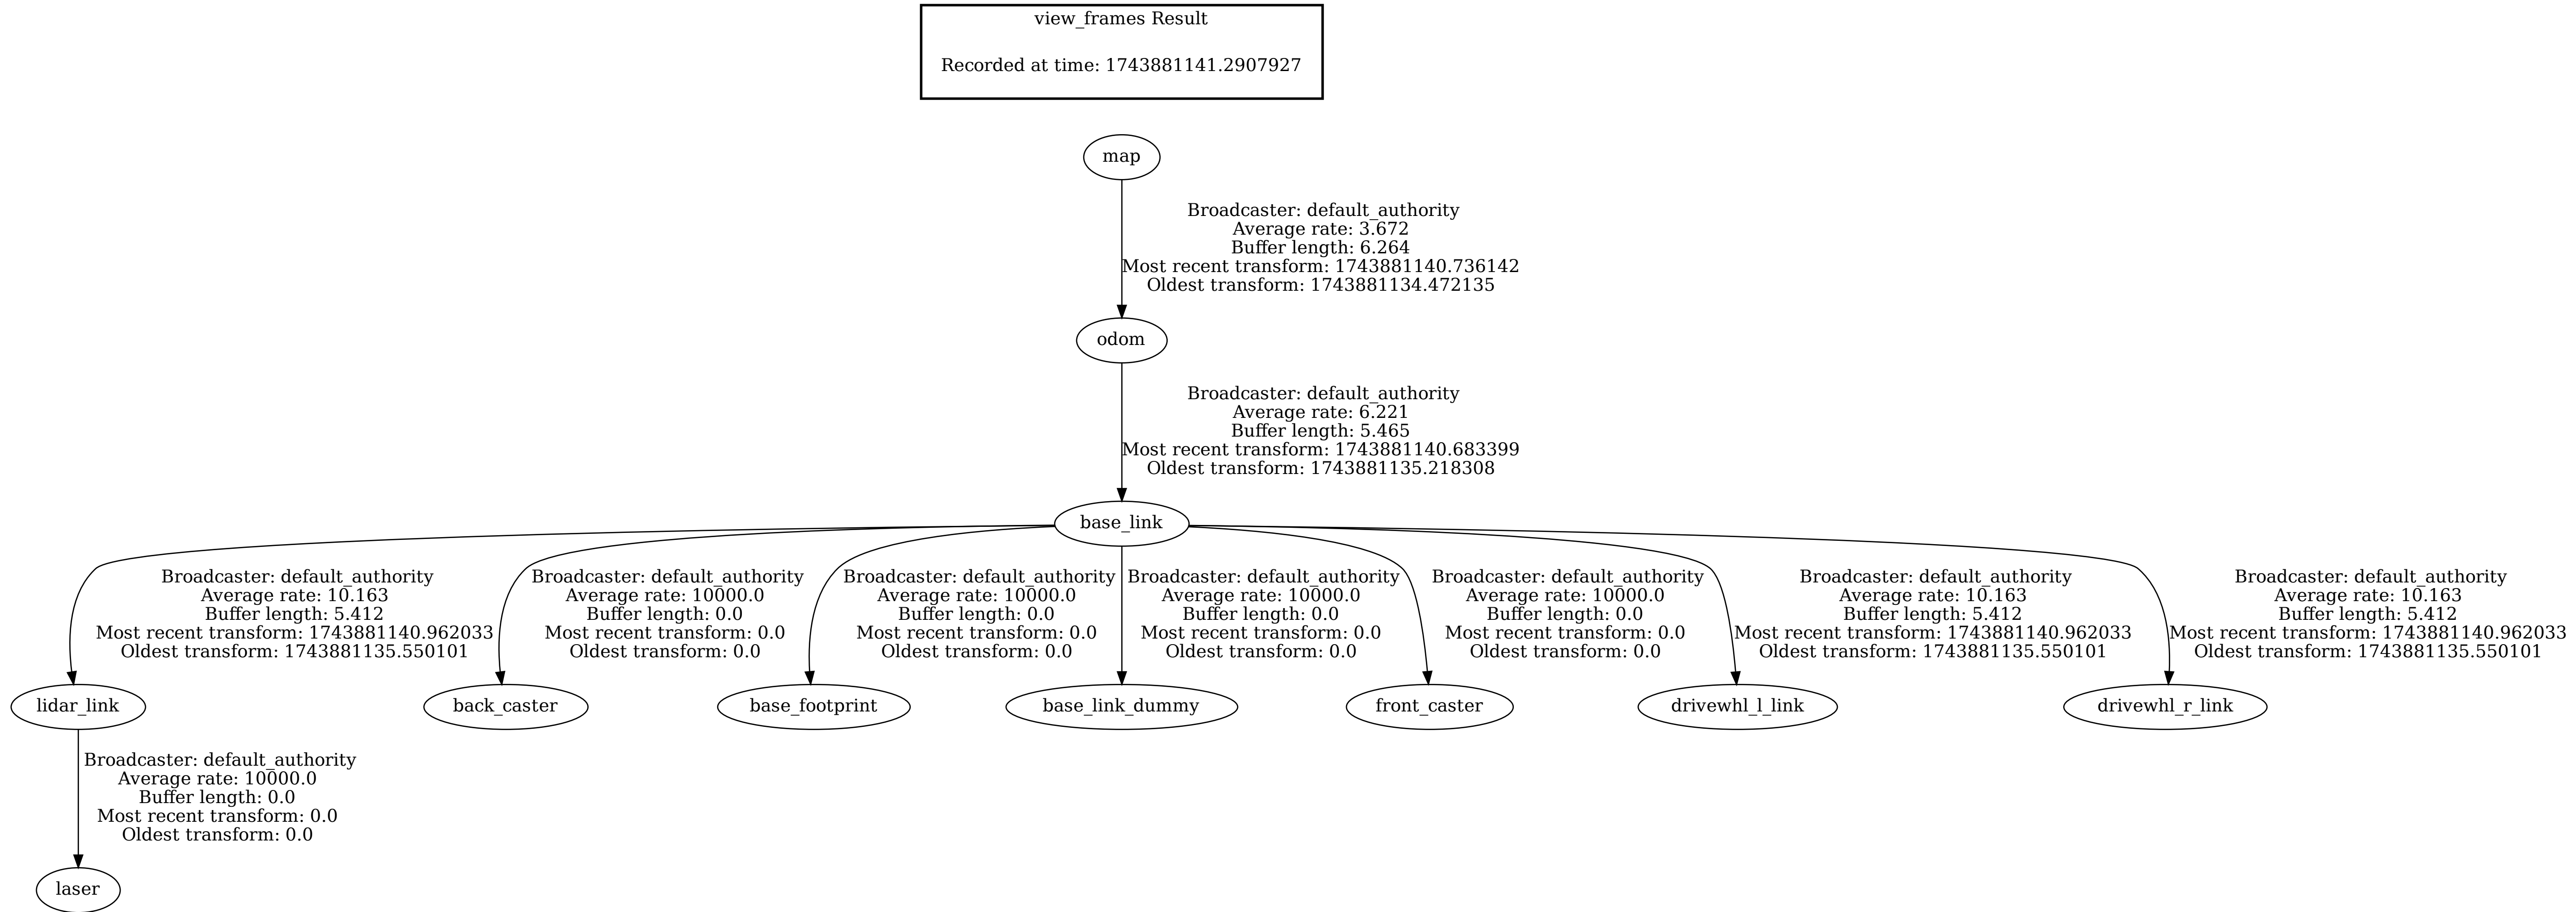 view_frames Result
Recorded at time: 1743881141.2907927
map
Broadcaster: default_authority
Average rate: 3.672
Buffer length: 6.264
Most recent transform: 1743881140.736142
Oldest transform: 1743881134.472135
odom
Broadcaster: default_authority
Average rate: 6.221
Buffer length: 5.465
Most recent transform: 1743881140.683399
Oldest transform: 1743881135.218308
base_link
Broadcaster: default_authority
Average rate: 10.163
Buffer length: 5.412
Most recent transform: 1743881140.962033
Oldest transform: 1743881135.550101
Broadcaster: default_authority
Average rate: 10000.0
Buffer length: 0.0
Most recent transform: 0.0
Oldest transform: 0.0
Broadcaster: default_authority
Average rate: 10000.0
Buffer length: 0.0
Most recent transform: 0.0
Oldest transform: 0.0
Broadcaster: default_authority
Average rate: 10000.0
Buffer length: 0.0
Most recent transform: 0.0
Oldest transform: 0.0
Broadcaster: default_authority
Average rate: 10000.0
Buffer length: 0.0
Most recent transform: 0.0
Oldest transform: 0.0
Broadcaster: default_authority
Average rate: 10.163
Buffer length: 5.412
Most recent transform: 1743881140.962033
Oldest transform: 1743881135.550101
Broadcaster: default_authority
Average rate: 10.163
Buffer length: 5.412
Most recent transform: 1743881140.962033
Oldest transform: 1743881135.550101
lidar_link
back_caster
base_footprint
base_link_dummy
front_caster
drivewhl_l_link
drivewhl_r_link
Broadcaster: default_authority
Average rate: 10000.0
Buffer length: 0.0
Most recent transform: 0.0
Oldest transform: 0.0
laser